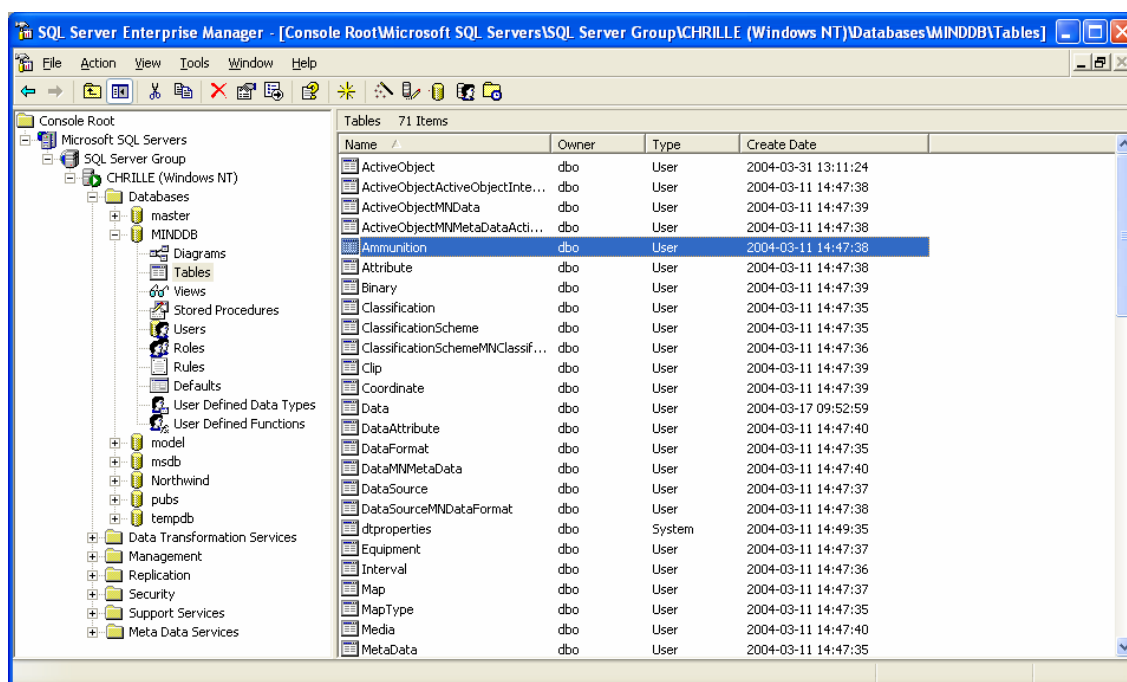 SQL Server Enterprise Manager - [Console Root\Microsoft SQL Servers\SQL Server Group\CHRILLE (Windows NT)\Databases\MINDDB\Tables]
File Action View Tools Window Help
Console Root
Microsoft SQL Servers
SQL Server Group
CHRILLE (Windows NT)
Databases
master
MINDDB
Diagrams
Tables
Views
Stored Procedures
Users
Roles
Rules
Defaults
User Defined Data Types
User Defined Functions
model
msdb
Northwind
pubs
tempdb
Data Transformation Services
Management
Replication
Security
Support Services
Meta Data Services
Tables 71 Items
Name Owner Type Create Date
ActiveObject dbo User 2004-03-31 13:11:24
ActiveObjectActiveObjectInte... dbo User 2004-03-11 14:47:38
ActiveObjectMNData dbo User 2004-03-11 14:47:39
ActiveObjectMNMetaDataActi... dbo User 2004-03-11 14:47:38
Ammunition dbo User 2004-03-11 14:47:38
Attribute dbo User 2004-03-11 14:47:38
Binary dbo User 2004-03-11 14:47:39
Classification dbo User 2004-03-11 14:47:35
ClassificationScheme dbo User 2004-03-11 14:47:35
ClassificationSchemeMNClassif... dbo User 2004-03-11 14:47:36
Clip dbo User 2004-03-11 14:47:39
Coordinate dbo User 2004-03-11 14:47:39
Data dbo User 2004-03-17 09:52:59
DataAttribute dbo User 2004-03-11 14:47:40
DataFormat dbo User 2004-03-11 14:47:35
DataMNMetaData dbo User 2004-03-11 14:47:40
DataSource dbo User 2004-03-11 14:47:37
DataSourceMNDataFormat dbo User 2004-03-11 14:47:38
dtproperties dbo System 2004-03-11 14:49:35
Equipment dbo User 2004-03-11 14:47:37
Interval dbo User 2004-03-11 14:47:36
Map dbo User 2004-03-11 14:47:37
MapType dbo User 2004-03-11 14:47:35
Media dbo User 2004-03-11 14:47:40
MetaData dbo User 2004-03-11 14:47:35